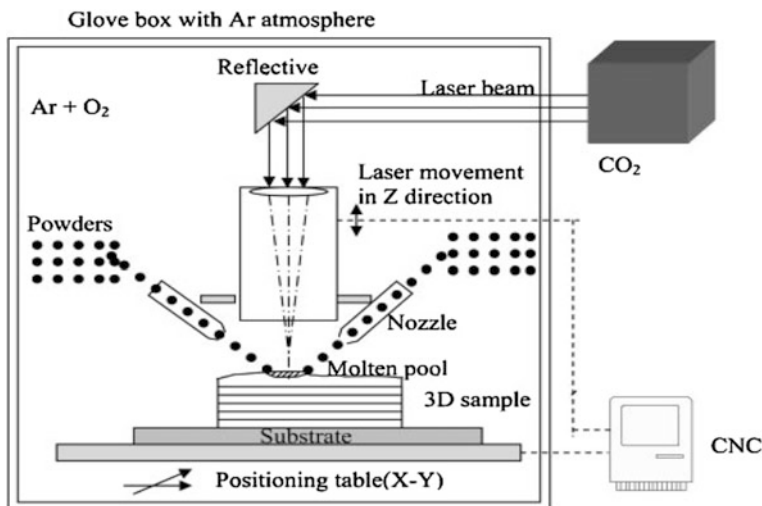 Glove box with Ar atmosphere
Reflective
Laser beam
Ar + O₂
CO₂
Laser movement
in Z direction
Powders
Nozzle
Molten pool
3D sample
Substrate
CNC
Positioning table(X-Y)